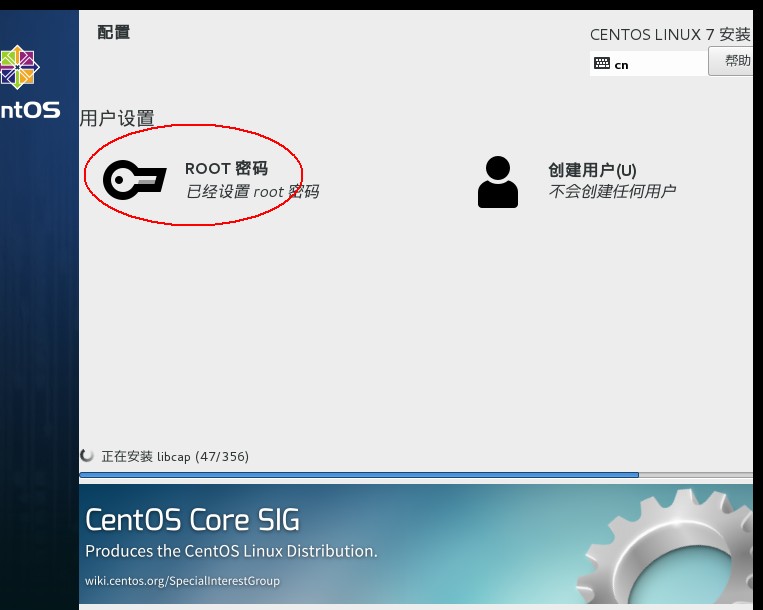 配置
CENTOS LINUX 7 安装
cn
帮助
ntOS
用户设置
ROOT 密码
已经设置 root 密码
创建用户(U)
不会创建任何用户
正在安装 libcap (47/356)
CentOS Core SIG
Produces the CentOS Linux Distribution.
wiki.centos.org/SpecialInterestGroup